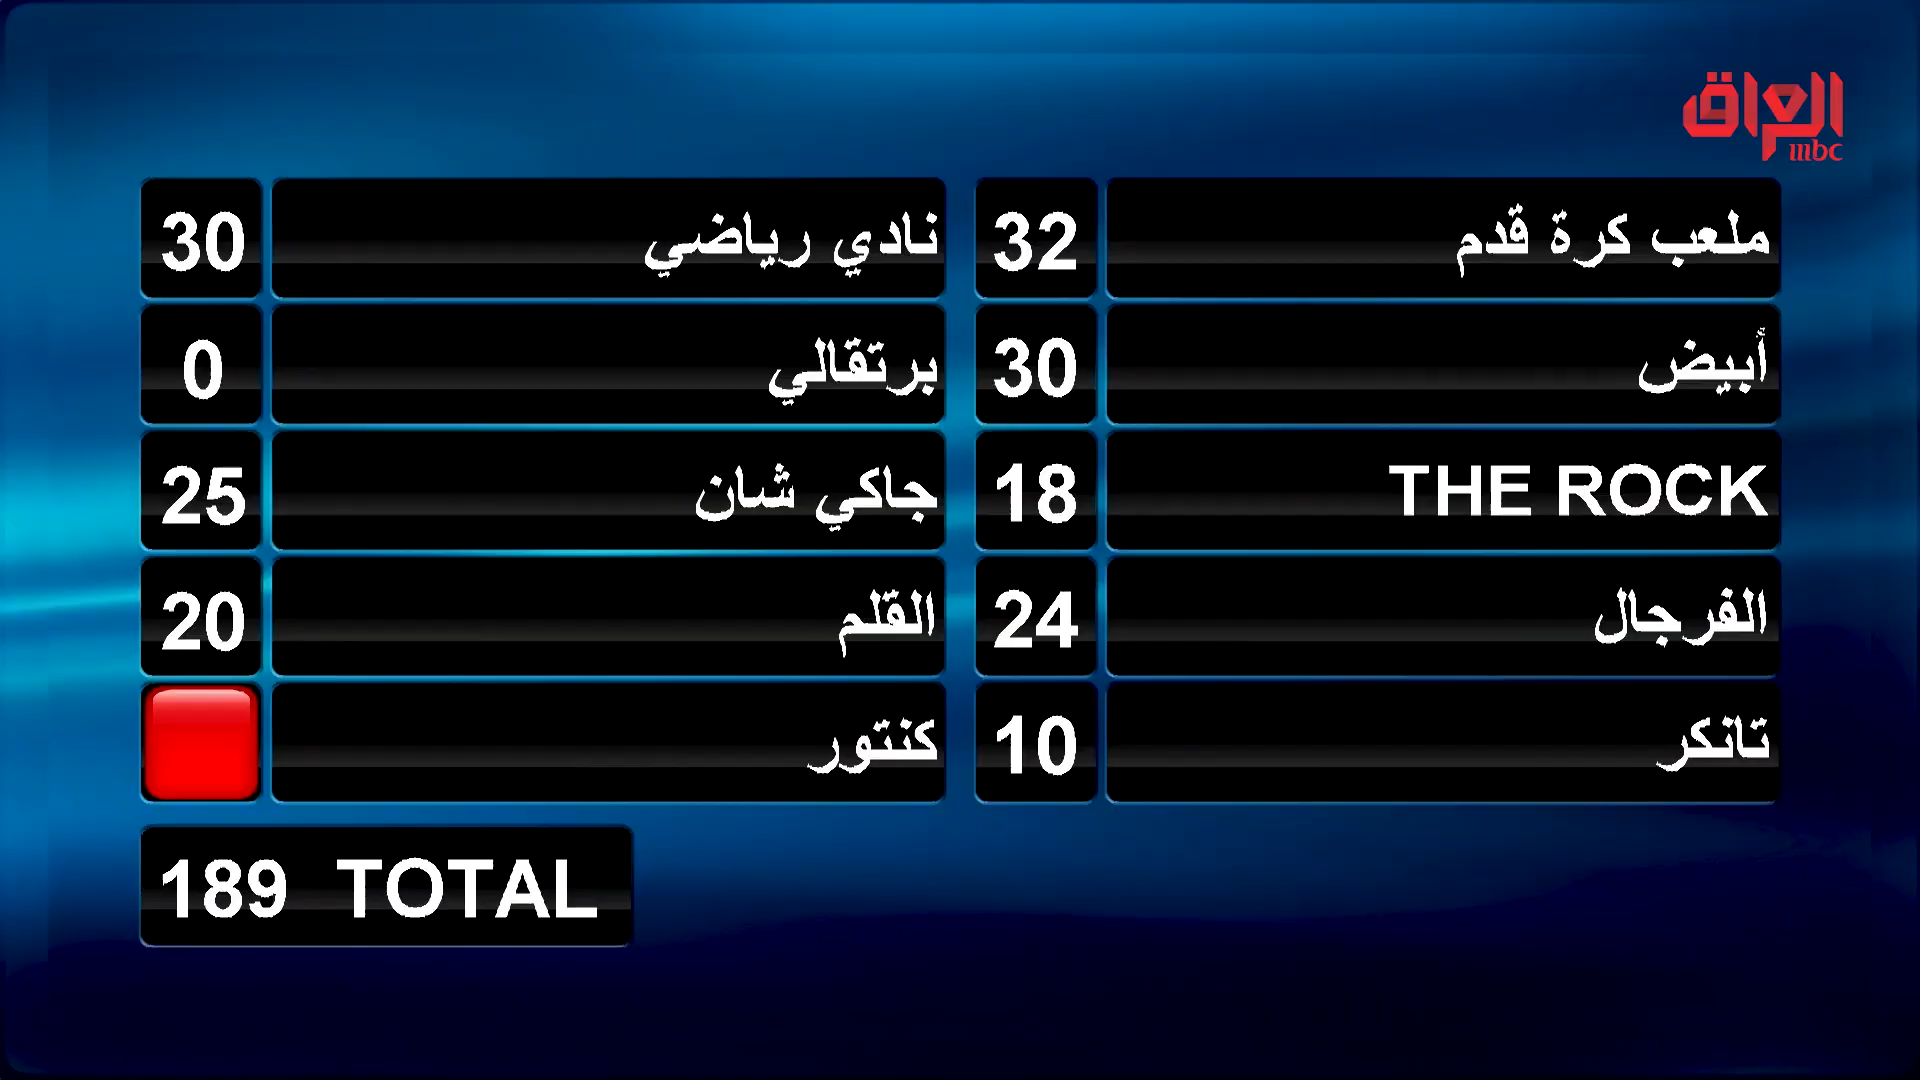 العراق
mbc
ملعب كرة قدم 32 نادي رياضي 30
أبيض 30 برتقالي 0
THE ROCK 18 جاكي شان 25
الفرجال 24 القلم 20
تانكر 10 كنتور
189 TOTAL